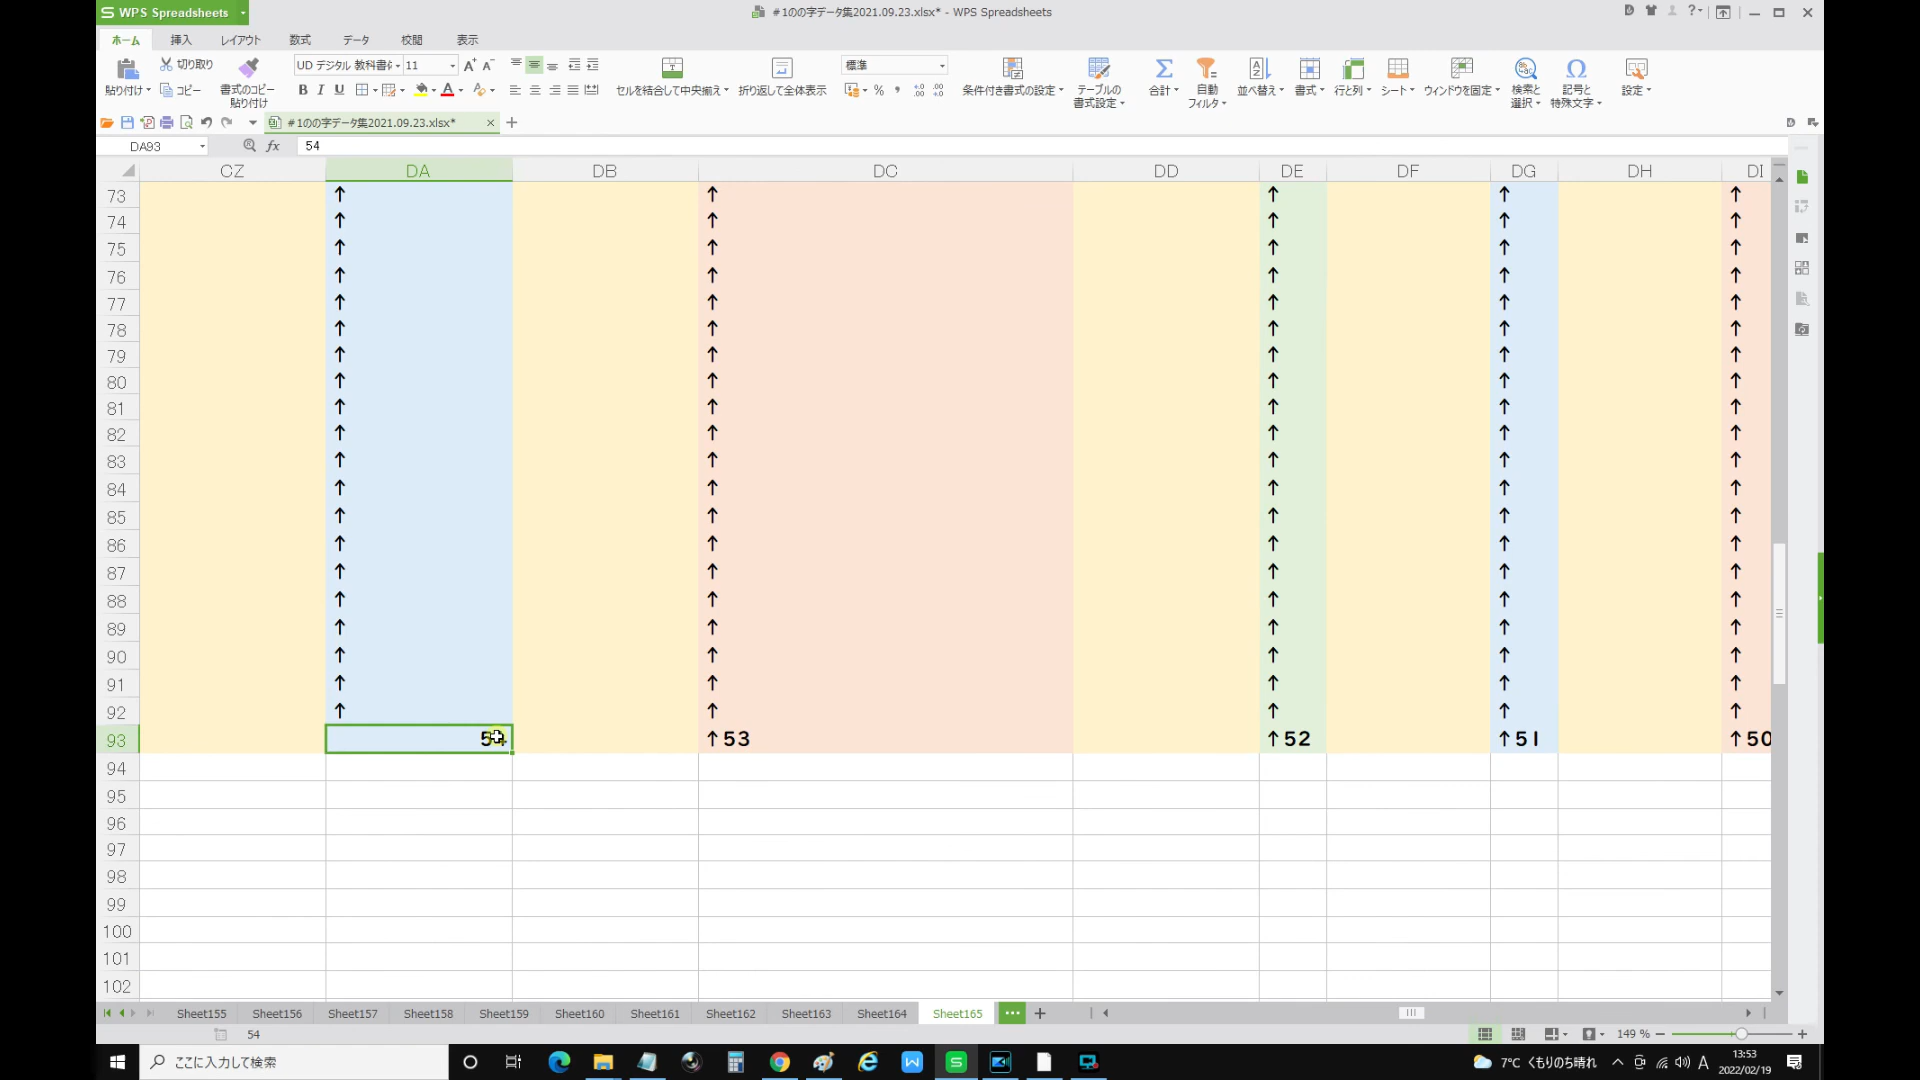 WPS Spreadsheets
#1のの字データ集2021.09.23.xlsx* - WPS Spreadsheets
ホーム 挿入 レイアウト 数式 データ 校閲 表示
貼り付け 切り取り コピー 書式のコピー 貼り付け
UD デジタル 教科書 11
B I U
セルを結合して中央揃え 折り返して全体表示
標準
条件付き書式の設定 テーブルの 書式設定 合計 自動 フィルタ 並べ替え 書式 行と列 シート ウィンドウを固定 検索と 選択 記号と 特殊文字 設定
#1のの字データ集2021.09.23.xlsx*
DA93 fx 54
CZ DA DB DC DD DE DF DG DH DI
73 ↑ ↑ ↑ ↑ ↑
74 ↑ ↑ ↑ ↑ ↑
75 ↑ ↑ ↑ ↑ ↑
76 ↑ ↑ ↑ ↑ ↑
77 ↑ ↑ ↑ ↑ ↑
78 ↑ ↑ ↑ ↑ ↑
79 ↑ ↑ ↑ ↑ ↑
80 ↑ ↑ ↑ ↑ ↑
81 ↑ ↑ ↑ ↑ ↑
82 ↑ ↑ ↑ ↑ ↑
83 ↑ ↑ ↑ ↑ ↑
84 ↑ ↑ ↑ ↑ ↑
85 ↑ ↑ ↑ ↑ ↑
86 ↑ ↑ ↑ ↑ ↑
87 ↑ ↑ ↑ ↑ ↑
88 ↑ ↑ ↑ ↑ ↑
89 ↑ ↑ ↑ ↑ ↑
90 ↑ ↑ ↑ ↑ ↑
91 ↑ ↑ ↑ ↑ ↑
92 ↑ ↑ ↑ ↑ ↑
93 54 ↑53 ↑52 ↑51 ↑50
94
95
96
97
98
99
100
101
102
Sheet155 Sheet156 Sheet157 Sheet158 Sheet159 Sheet160 Sheet161 Sheet162 Sheet163 Sheet164 Sheet165
54 149 %
ここに入力して検索
7°C くもりのち晴れ A 13:53
2022/02/19